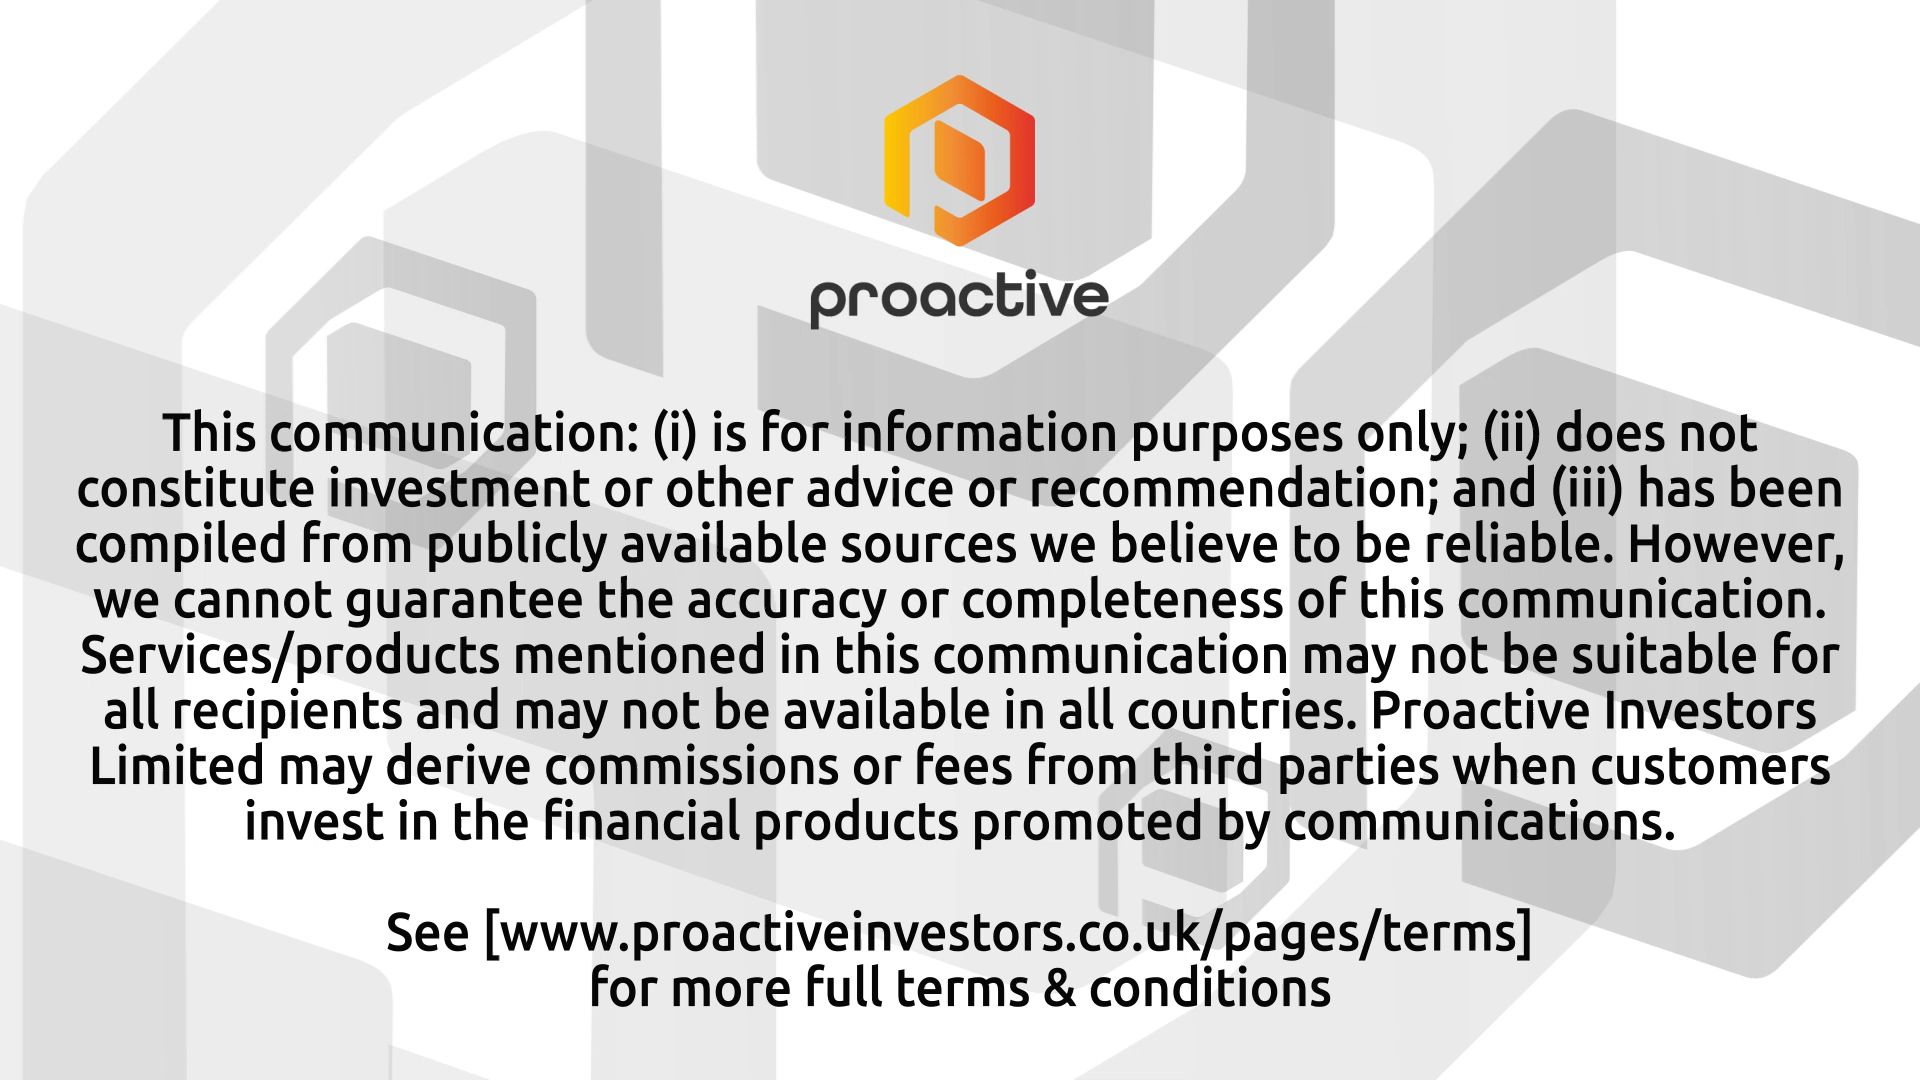 proactive
This communication: (i) is for information purposes only; (ii) does not
constitute investment or other advice or recommendation; and (iii) has been
compiled from publicly available sources we believe to be reliable. However,
we cannot guarantee the accuracy or completeness of this communication.
Services/products mentioned in this communication may not be suitable for
all recipients and may not be available in all countries. Proactive Investors
Limited may derive commissions or fees from third parties when customers
invest in the financial products promoted by communications.
See [www.proactiveinvestors.co.uk/pages/terms]
for more full terms & conditions